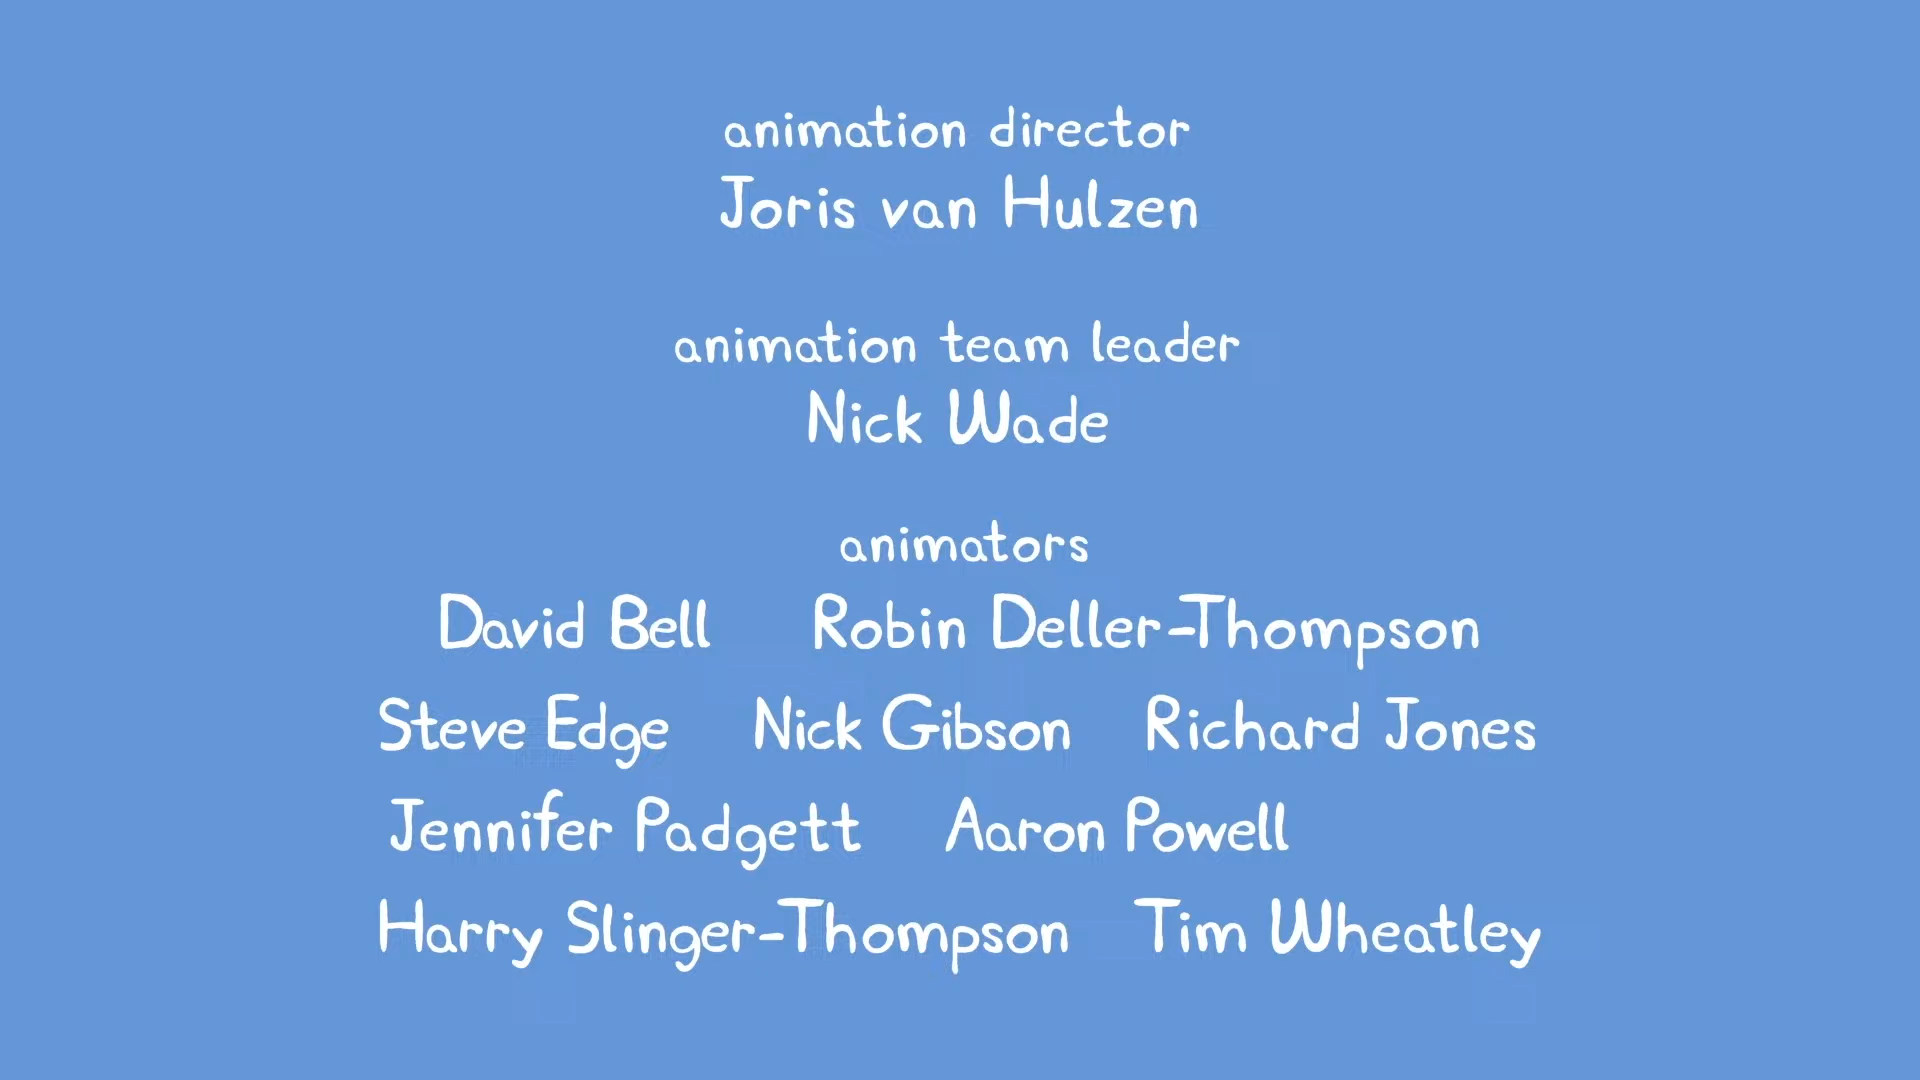 animation director
Joris van Hulzen
animation team leader
Nick Wade
animators
David Bell Robin Deller-Thompson
Steve Edge Nick Gibson Richard Jones
Jennifer Padgett Aaron Powell
Harry Slinger-Thompson Tim Wheatley